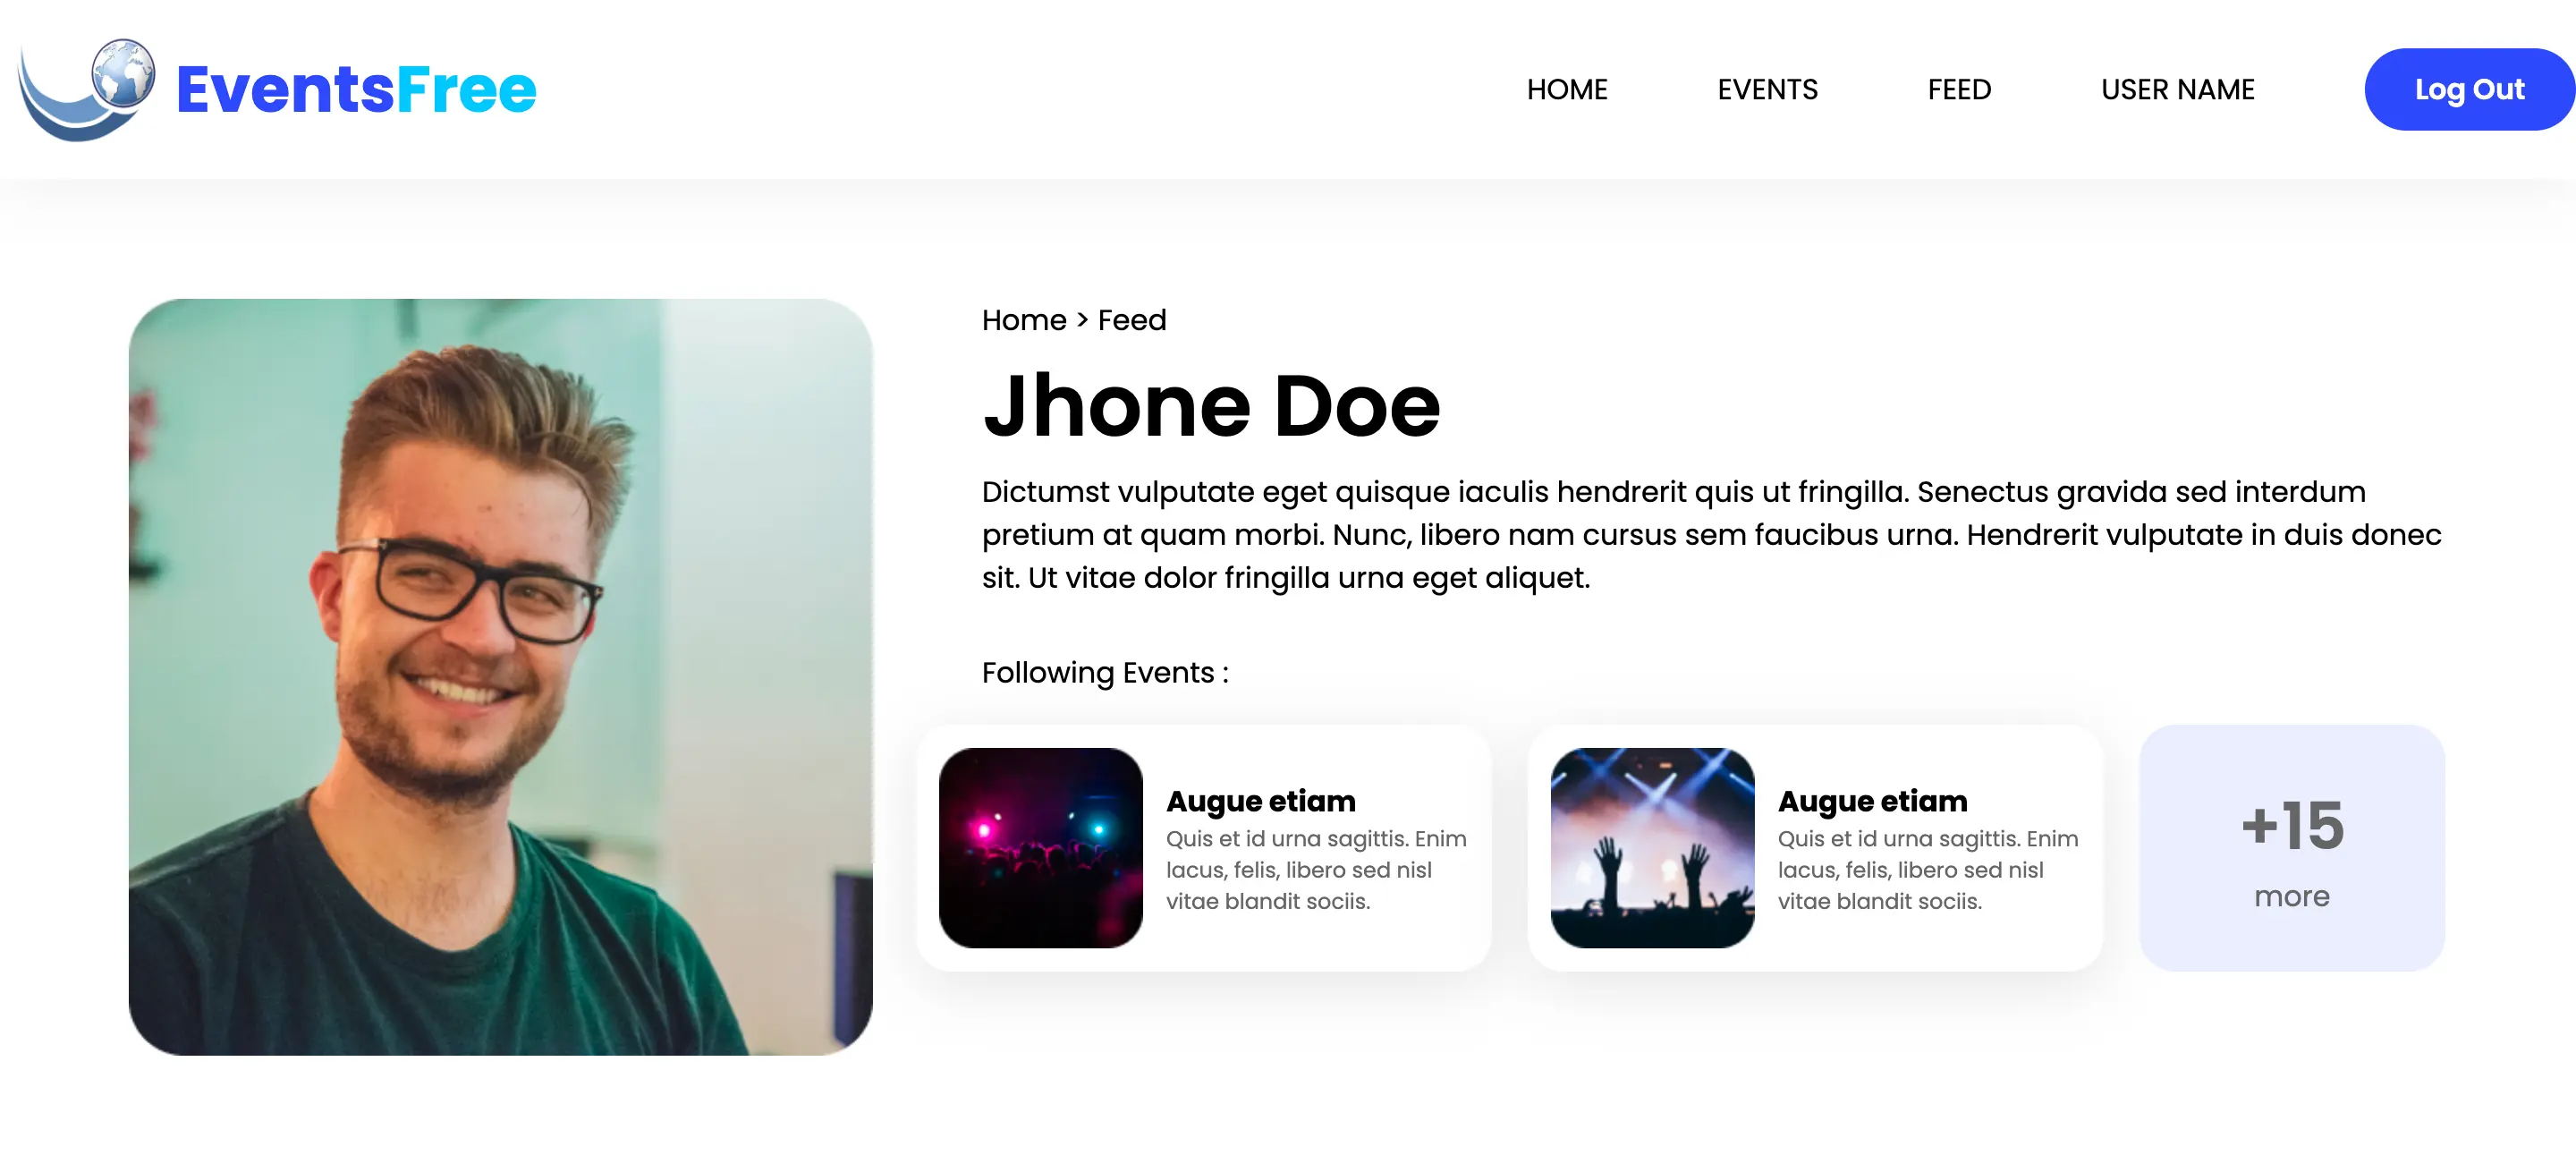 EventsFree
HOME
EVENTS
FEED
USER NAME
Log Out
Home > Feed
Jhone Doe
Dictumst vulputate eget quisque iaculis hendrerit quis ut fringilla. Senectus gravida sed interdum
pretium at quam morbi. Nunc, libero nam cursus sem faucibus urna. Hendrerit vulputate in duis donec
sit. Ut vitae dolor fringilla urna eget aliquet.
Following Events :
Augue etiam
Quis et id urna sagittis. Enim
lacus, felis, libero sed nisl
vitae blandit sociis.
Augue etiam
Quis et id urna sagittis. Enim
lacus, felis, libero sed nisl
vitae blandit sociis.
+15
more